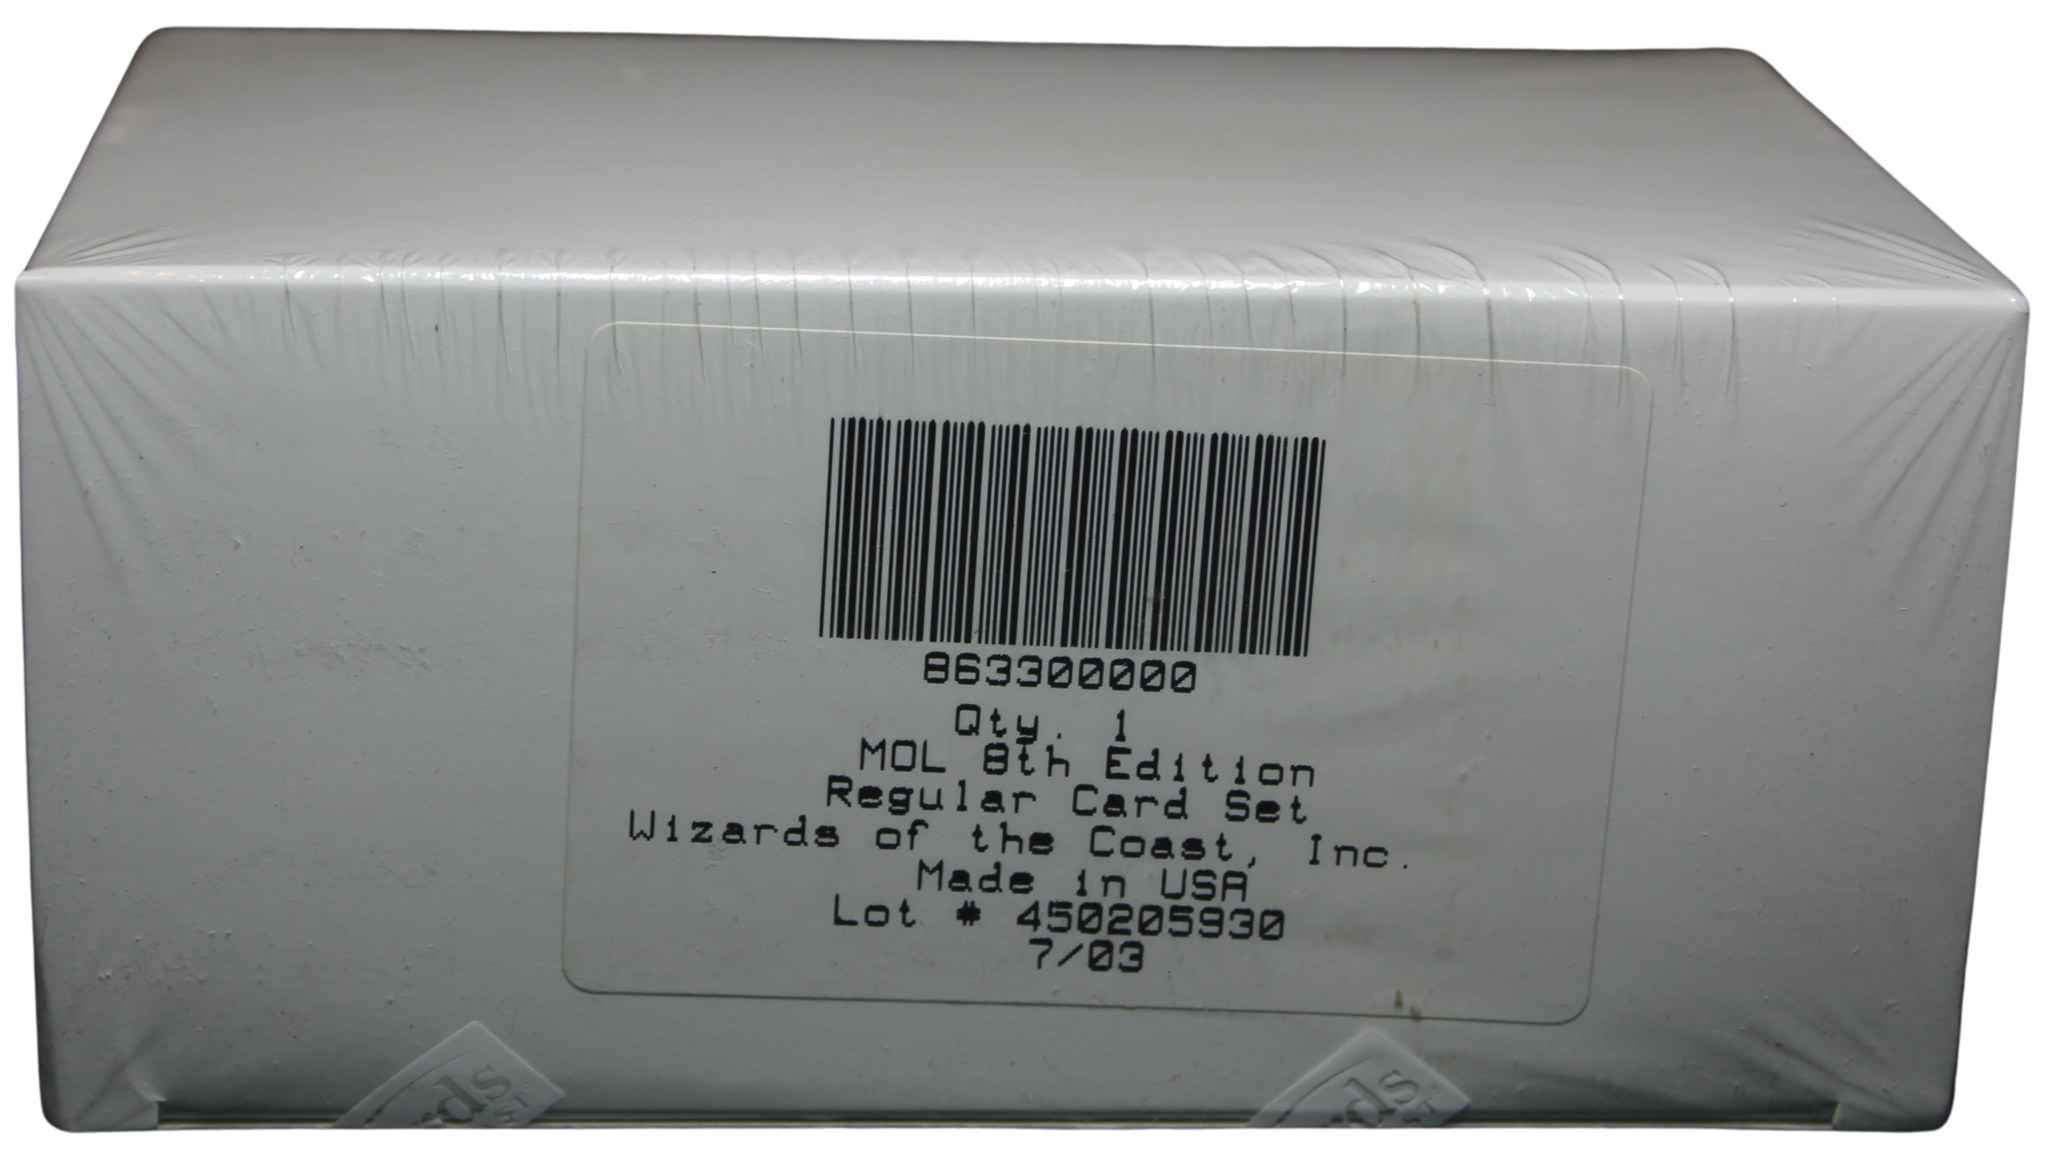 863300000
Qty. 1
MOL 8th Edition
Regular Card Set
Wizards of the Coast, Inc.
Made in USA
Lot # 450205930
7/03